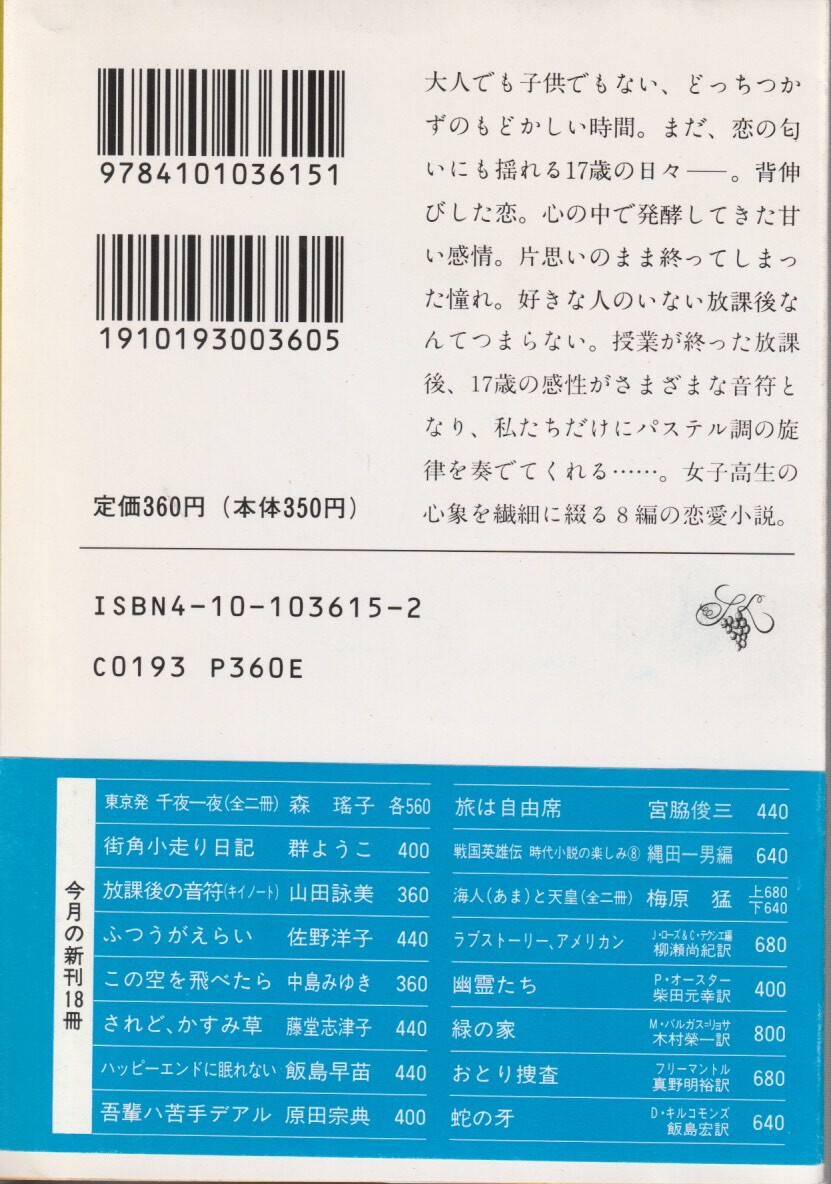 9784101036151
1910193003605
定価360円（本体350円）
大人でも子供でもない、どっちつか
ずのもどかしい時間。まだ、恋の匂
いにも揺れる17歳の日々――。背伸
びした恋。心の中で発酵してきた甘
い感情。片思いのまま終ってしまっ
た憧れ。好きな人のいない放課後な
んてつまらない。授業が終った放課
後、17歳の感性がさまざまな音符と
なり、私たちだけにパステル調の旋
律を奏でてくれる……。女子高生の
心象を繊細に綴る8編の恋愛小説。
ISBN4-10-103615-2
C0193 P360E
今月の新刊18冊
東京発 千夜一夜(全二冊) 森 瑤子 各560
街角小走り日記 群ようこ 400
放課後の音符(キイノート) 山田詠美 360
ふつうがえらい 佐野洋子 440
この空を飛べたら 中島みゆき 360
されど、かすみ草 藤堂志津子 440
ハッピーエンドに眠れない 飯島早苗 440
吾輩ハ苦手デアル 原田宗典 400
旅は自由席 宮脇俊三 440
戦国英雄伝 時代小説の楽しみ⑧ 縄田一男編 640
海人(あま)と天皇(全二冊) 梅原 猛 上680 下640
ラブストーリー、アメリカン J・ローズ&C・テクシエ編 柳瀬尚紀訳 680
幽霊たち P・オースター 柴田元幸訳 400
緑の家 M・バルガス=リョサ 木村榮一訳 800
おとり捜査 フリーマントル 真野明裕訳 680
蛇の牙 D・キルコモンズ 飯島宏訳 640